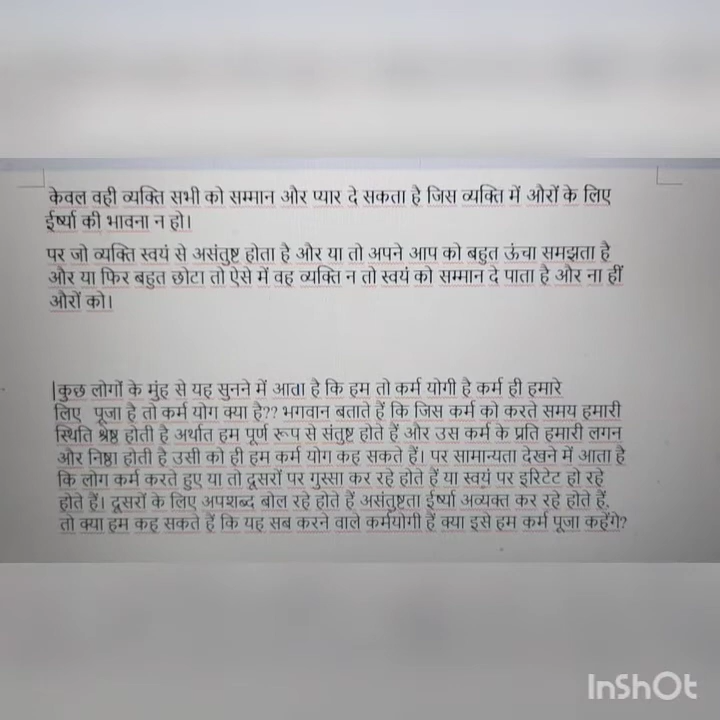 केवल वही व्यक्ति सभी को सम्मान और प्यार दे सकता है जिस व्यक्ति में औरों के लिए
ईर्ष्या की भावना न हो।
पर जो व्यक्ति स्वयं से असंतुष्ट होता है और या तो अपने आप को बहुत ऊंचा समझता है
और या फिर बहुत छोटा तो ऐसे में वह व्यक्ति न तो स्वयं को सम्मान दे पाता है और ना हीं
औरों को।
कुछ लोगों के मुंह से यह सुनने में आता है कि हम तो कर्म योगी है कर्म ही हमारे
लिए पूजा है तो कर्म योग क्या है?? भगवान बताते हैं कि जिस कर्म को करते समय हमारी
स्थिति श्रेष्ठ होती है अर्थात हम पूर्ण रूप से संतुष्ट होते हैं और उस कर्म के प्रति हमारी लगन
और निष्ठा होती है उसी को ही हम कर्म योग कह सकते हैं। पर सामान्यता देखने में आता है
कि लोग कर्म करते हुए या तो दूसरों पर गुस्सा कर रहे होते हैं या स्वयं पर इरिटेट हो रहे
होते हैं। दूसरों के लिए अपशब्द बोल रहे होते हैं असंतुष्टता ईर्ष्या अव्यक्त कर रहे होते हैं,
तो क्या हम कह सकते हैं कि यह सब करने वाले कर्मयोगी हैं क्या इसे हम कर्म पूजा कहेंगे?
InShOt